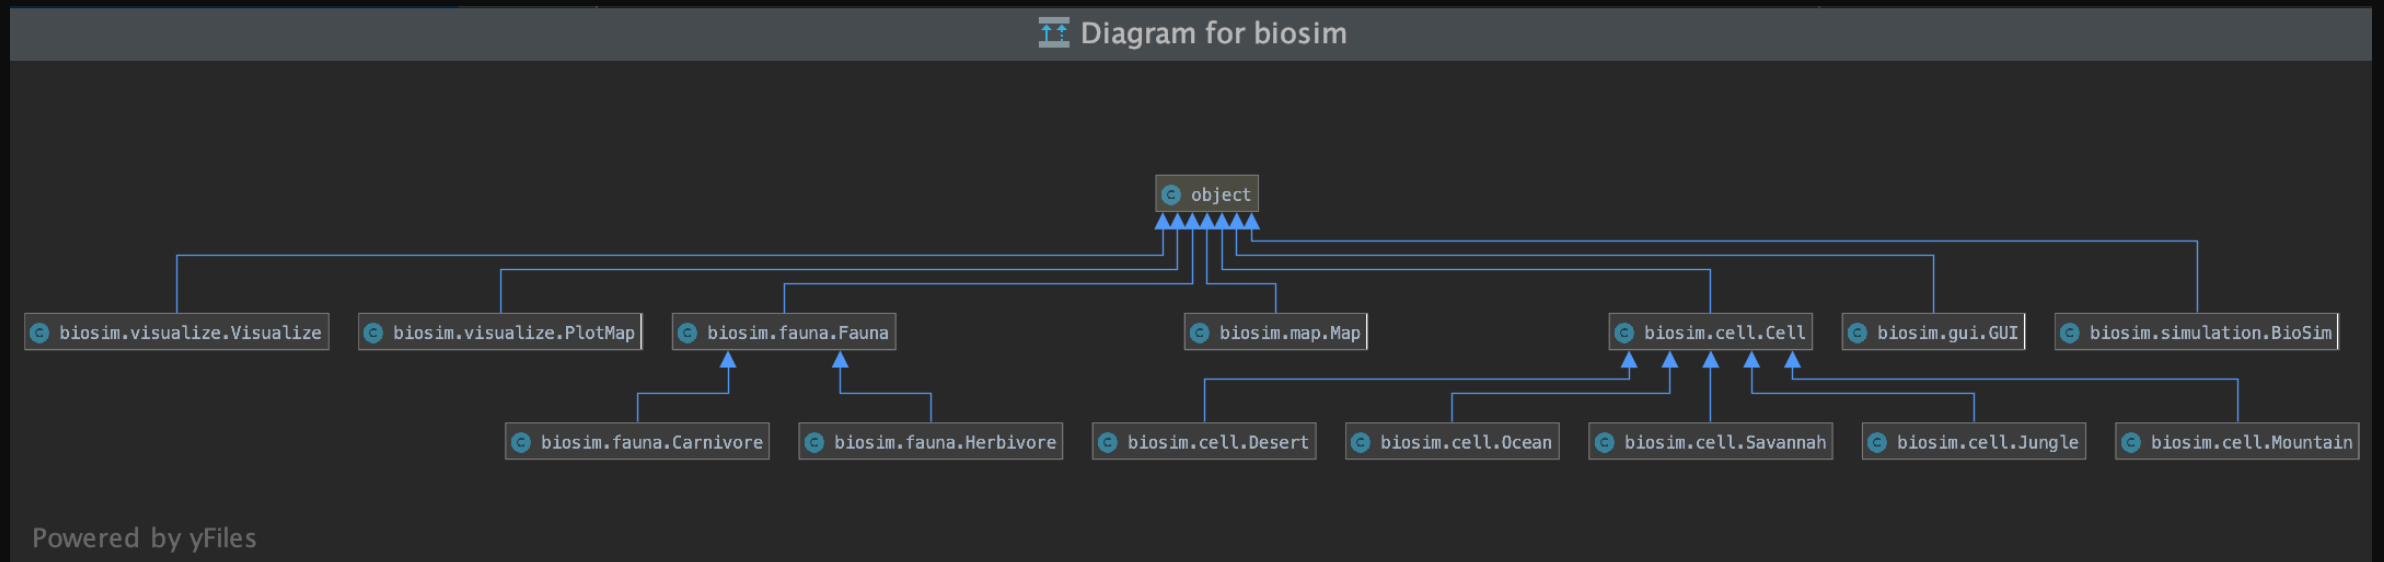 Diagram for biosim
object
biosim.visualize.Visualize
biosim.visualize.PlotMap
biosim.fauna.Fauna
biosim.map.Map
biosim.cell.Cell
biosim.gui.GUI
biosim.simulation.BioSim
biosim.fauna.Carnivore
biosim.fauna.Herbivore
biosim.cell.Desert
biosim.cell.Ocean
biosim.cell.Savannah
biosim.cell.Jungle
biosim.cell.Mountain
Powered by yFiles